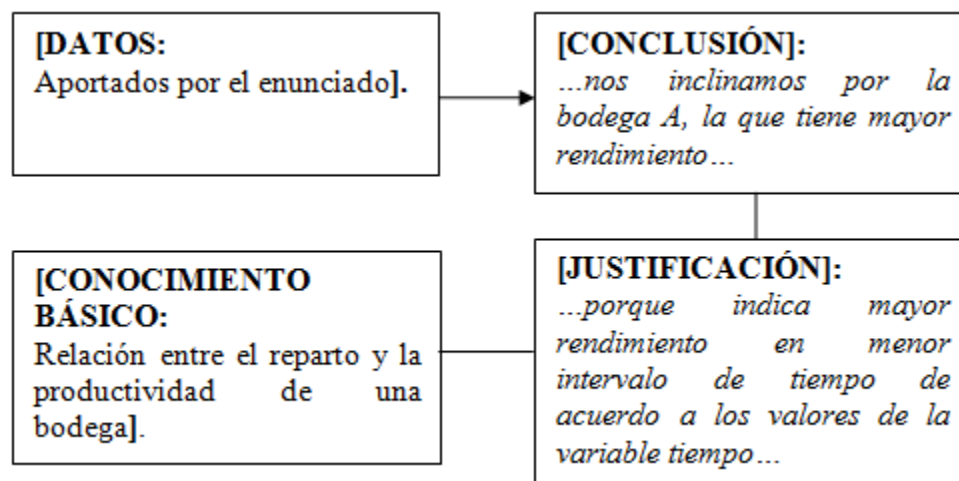 [DATOS:
Aportados por el enunciado].
[CONCLUSIÓN]:
…nos inclinamos por la
bodega A, la que tiene mayor
rendimiento…
[CONOCIMIENTO
BÁSICO:
Relación entre el reparto y la
productividad de una
bodega].
[JUSTIFICACIÓN]:
…porque indica mayor
rendimiento en menor
intervalo de tiempo de
acuerdo a los valores de la
variable tiempo…